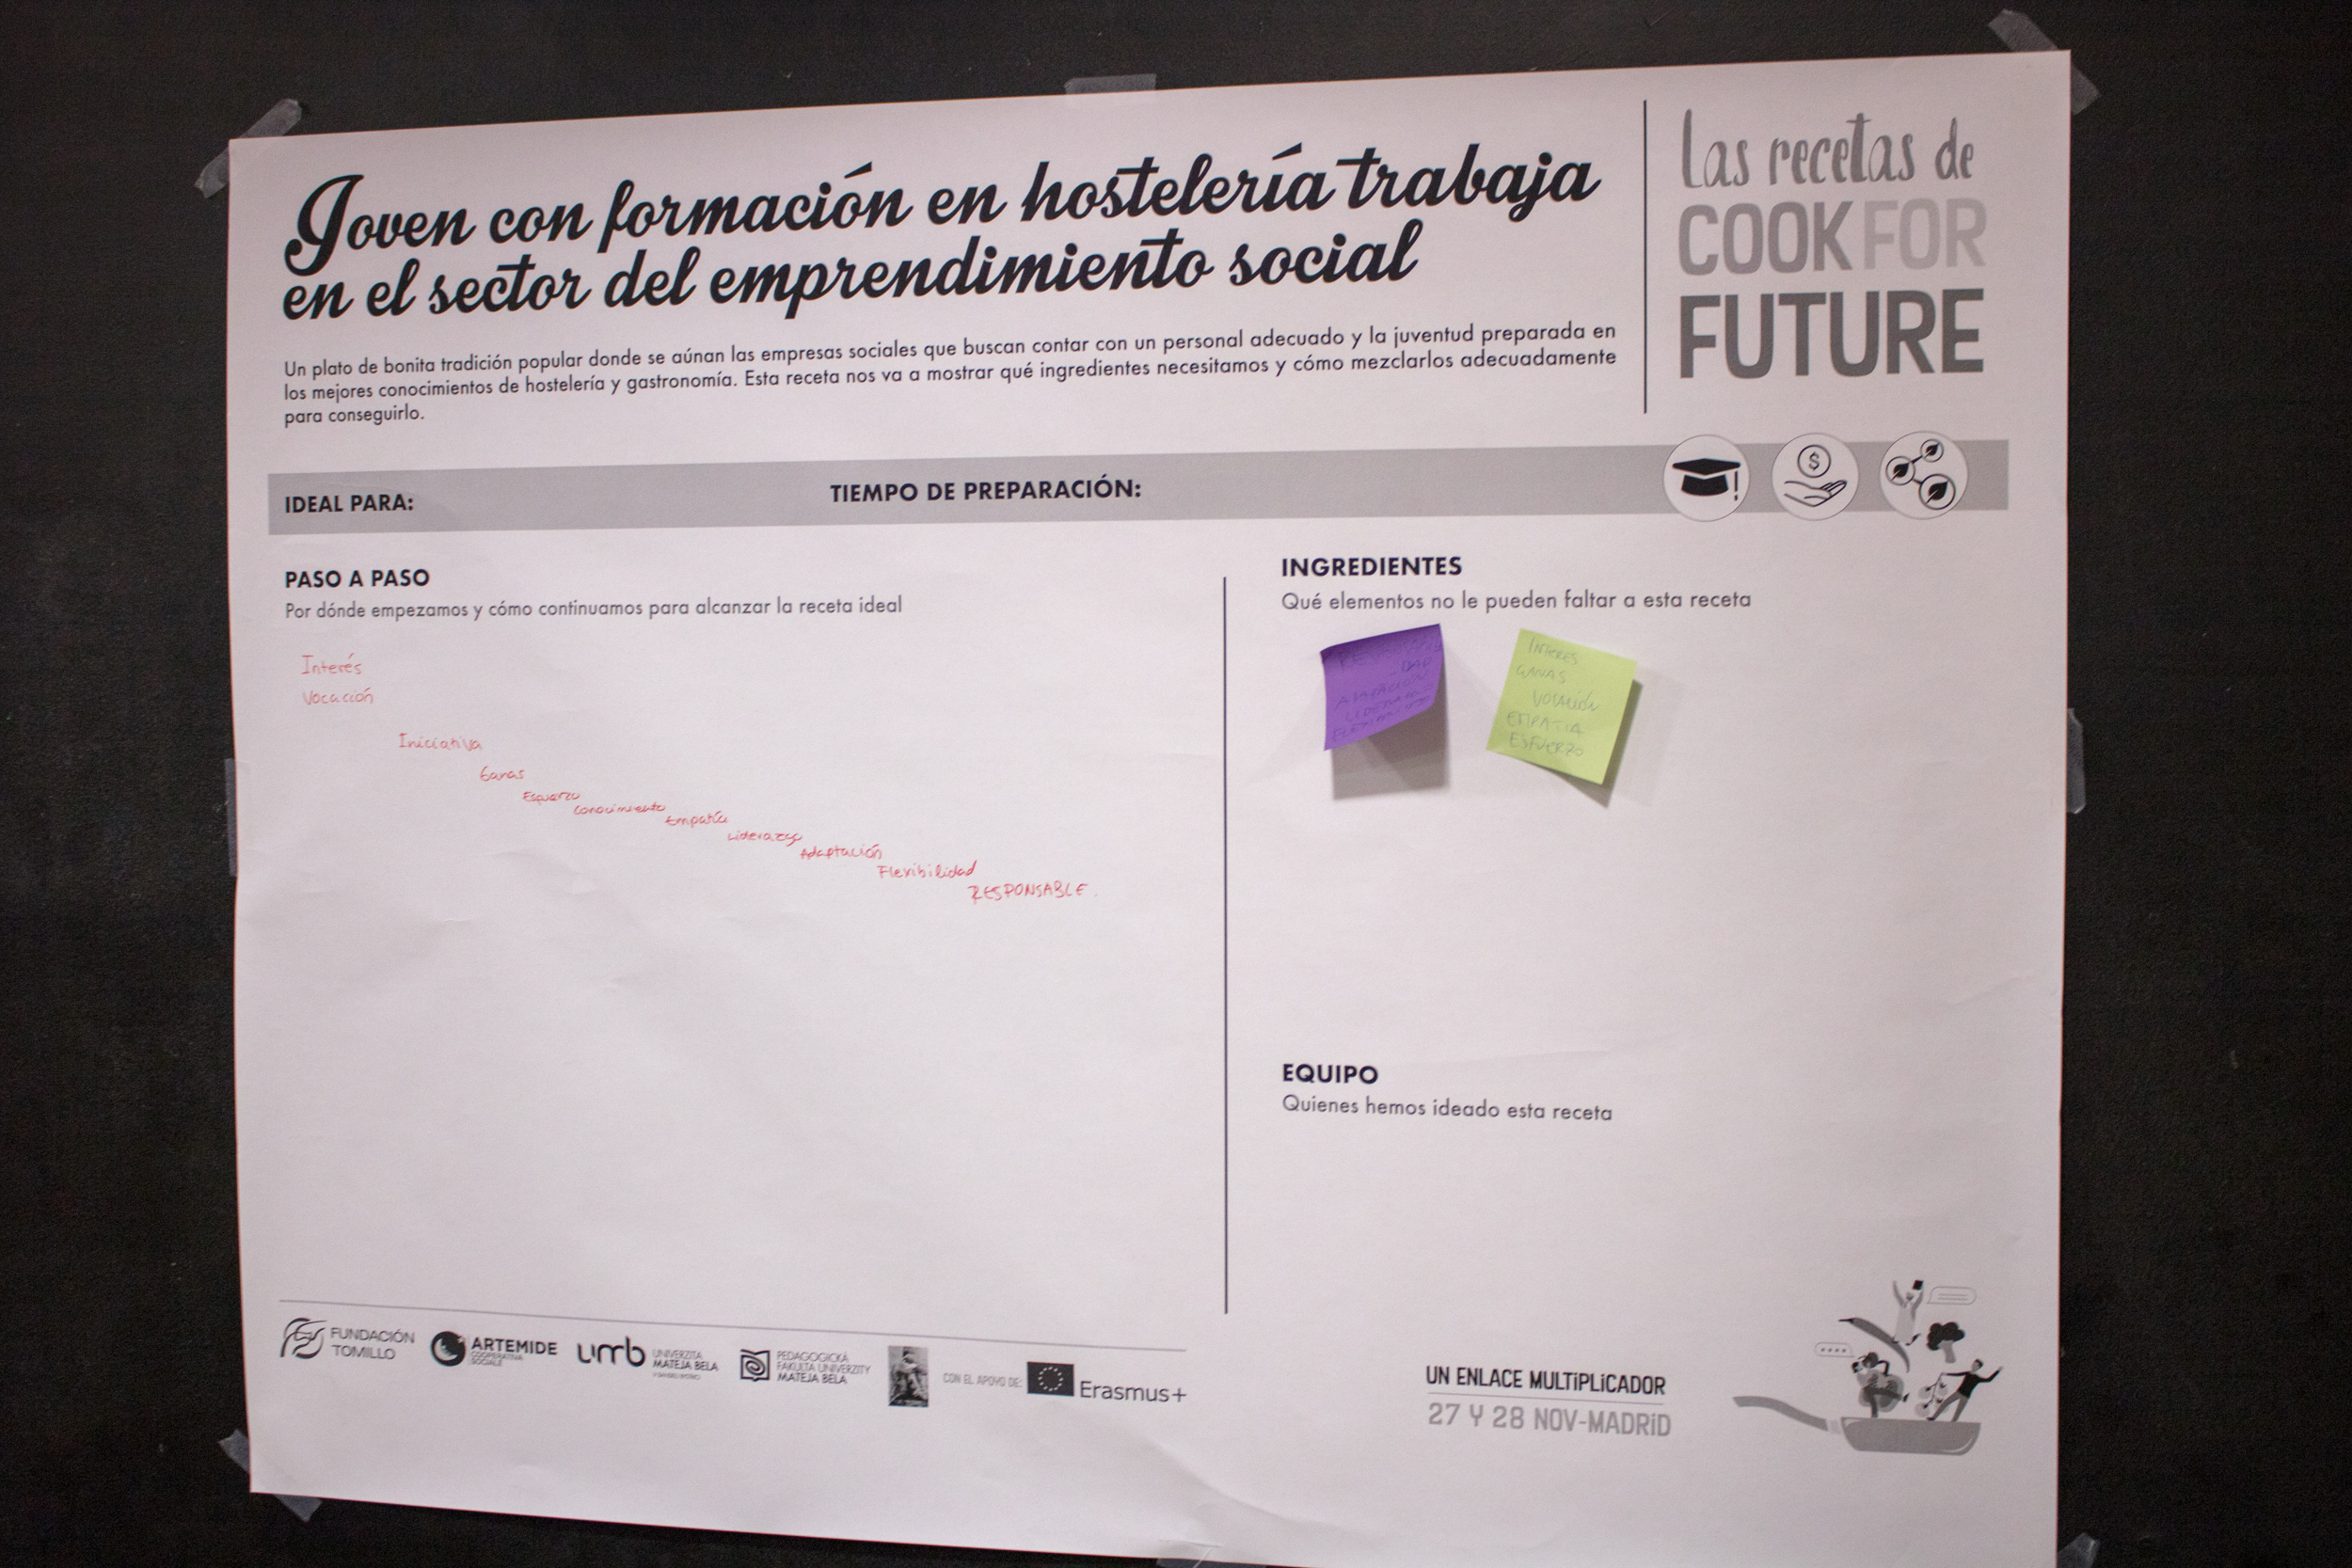 Joven con formación en hostelería trabaja
en el sector del emprendimiento social
Un plato de bonita tradición popular donde se aúnan las empresas sociales que buscan contar con un personal adecuado y la juventud preparada en
los mejores conocimientos de hostelería y gastronomía. Esta receta nos va a mostrar qué ingredientes necesitamos y cómo mezclarlos adecuadamente
para conseguirlo.
Las recetas de
COOK FOR
FUTURE
IDEAL PARA:
TIEMPO DE PREPARACIÓN:
PASO A PASO
Por dónde empezamos y cómo continuamos para alcanzar la receta ideal
Interés
Vocación
Iniciativa
Ganas
Esfuerzo
Conocimiento
Empatía
Liderazgo
Adaptación
Flexibilidad
RESPONSABLE.
INGREDIENTES
Qué elementos no le pueden faltar a esta receta
DAD
ADAPTACIÓN
INTERES
GANAS
VOCACIÓN
EMPATIA
ESFUERZO
EQUIPO
Quienes hemos ideado esta receta
FUNDACIÓN
TOMILLO
ARTEMIDE
COOPERATIVA
SOCIALE
umb
UNIVERZITA
MATEJA BELA
PEDAGOGICKÁ
FAKULTA UNIVERZITY
MATEJA BELA
CON EL APOYO DE:
Erasmus+
UN ENLACE MULTiPLiCADOR
27 Y 28 NOV-MADRiD